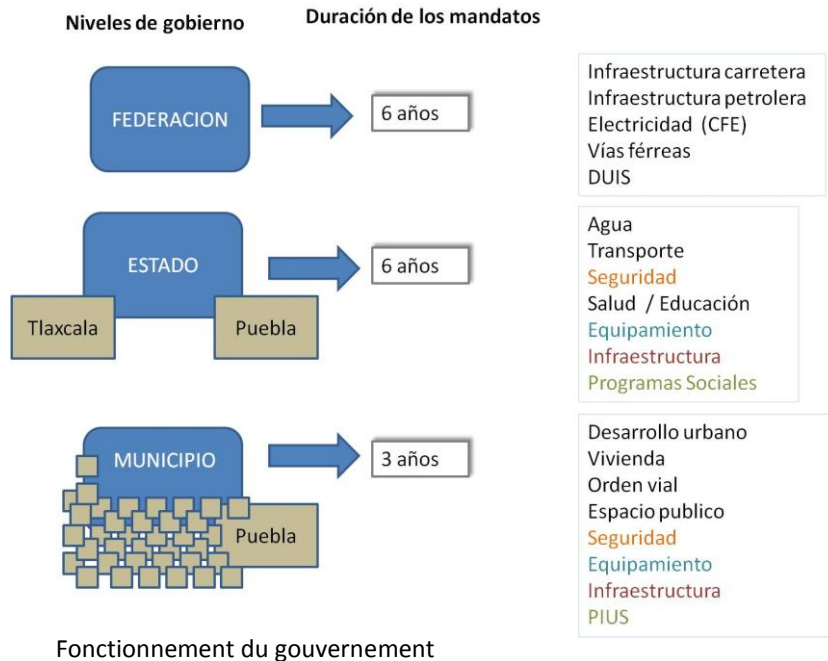 Niveles de gobierno
Duración de los mandatos
FEDERACION
6 años
Infraestructura carretera
Infraestructura petrolera
Electricidad (CFE)
Vías férreas
DUIS
ESTADO
6 años
Tlaxcala
Puebla
Agua
Transporte
Seguridad
Salud / Educación
Equipamiento
Infraestructura
Programas Sociales
MUNICIPIO
3 años
Puebla
Desarrollo urbano
Vivienda
Orden vial
Espacio publico
Seguridad
Equipamiento
Infraestructura
PIUS
Fonctionnement du gouvernement